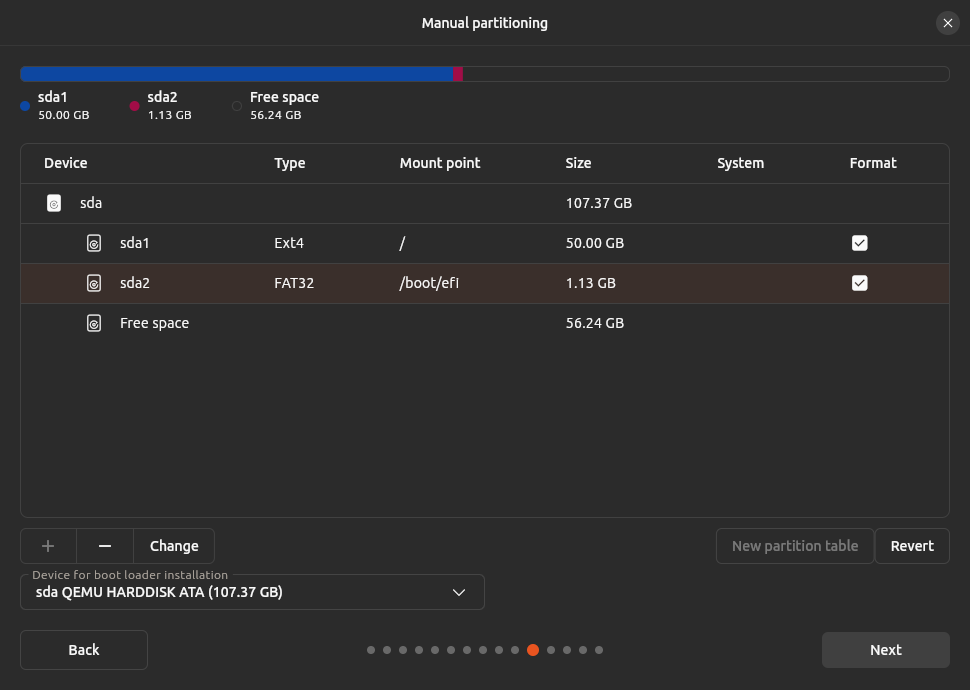 Manual partitioning
sda1
50.00 GB
sda2
1.13 GB
Free space
56.24 GB
Device Type Mount point Size System Format
sda 107.37 GB
sda1 Ext4 / 50.00 GB
sda2 FAT32 /boot/efi 1.13 GB
Free space 56.24 GB
Change
New partition table
Revert
Device for boot loader installation
sda QEMU HARDDISK ATA (107.37 GB)
Back
Next